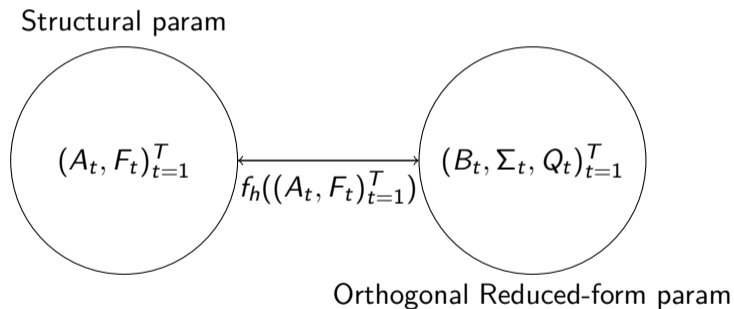 Structural param
(A_t, F_t)_{t=1}^T
(B_t, Σ_t, Q_t)_{t=1}^T
f_h((A_t, F_t)_{t=1}^T)
Orthogonal Reduced-form param